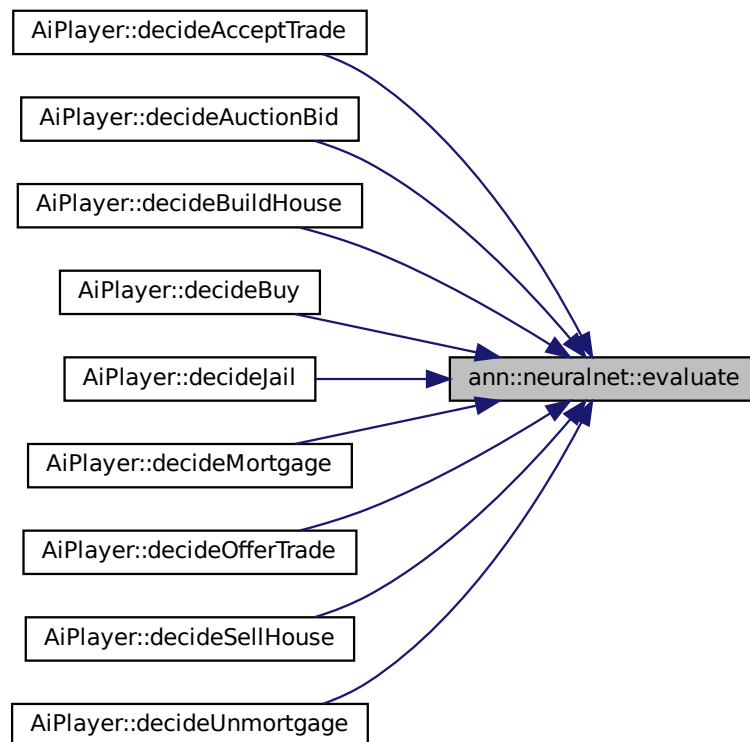 AiPlayer::decideAcceptTrade
AiPlayer::decideAuctionBid
AiPlayer::decideBuildHouse
AiPlayer::decideBuy
AiPlayer::decideJail
ann::neuralnet::evaluate
AiPlayer::decideMortgage
AiPlayer::decideOfferTrade
AiPlayer::decideSellHouse
AiPlayer::decideUnmortgage